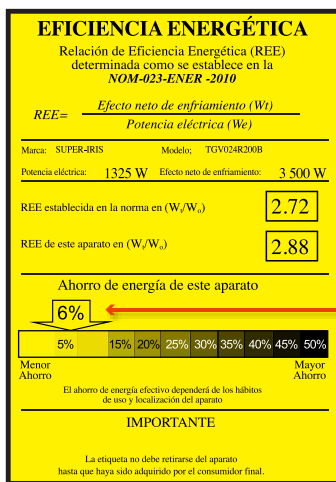 EFICIENCIA ENERGÉTICA
Relación de Eficiencia Energética (REE)
determinada como se establece en la
NOM-023-ENER -2010
REE= Efecto neto de enfriamiento (Wt)
Potencia eléctrica (We)
Marca: SUPER-IRIS Modelo; TGV024R200B
Potencia eléctrica: 1325 W Efecto neto de enfriamiento: 3 500 W
REE establecida en la norma en (Wt/Wo) 2.72
REE de este aparato en (Wt/Wo) 2.88
Ahorro de energía de este aparato
6%
5% 15% 20% 25% 30% 35% 40% 45% 50%
Menor Mayor
Ahorro Ahorro
El ahorro de energía efectivo dependerá de los hábitos
de uso y localización del aparato
IMPORTANTE
La etiqueta no debe retirarse del aparato
hasta que haya sido adquirido por el consumidor final.